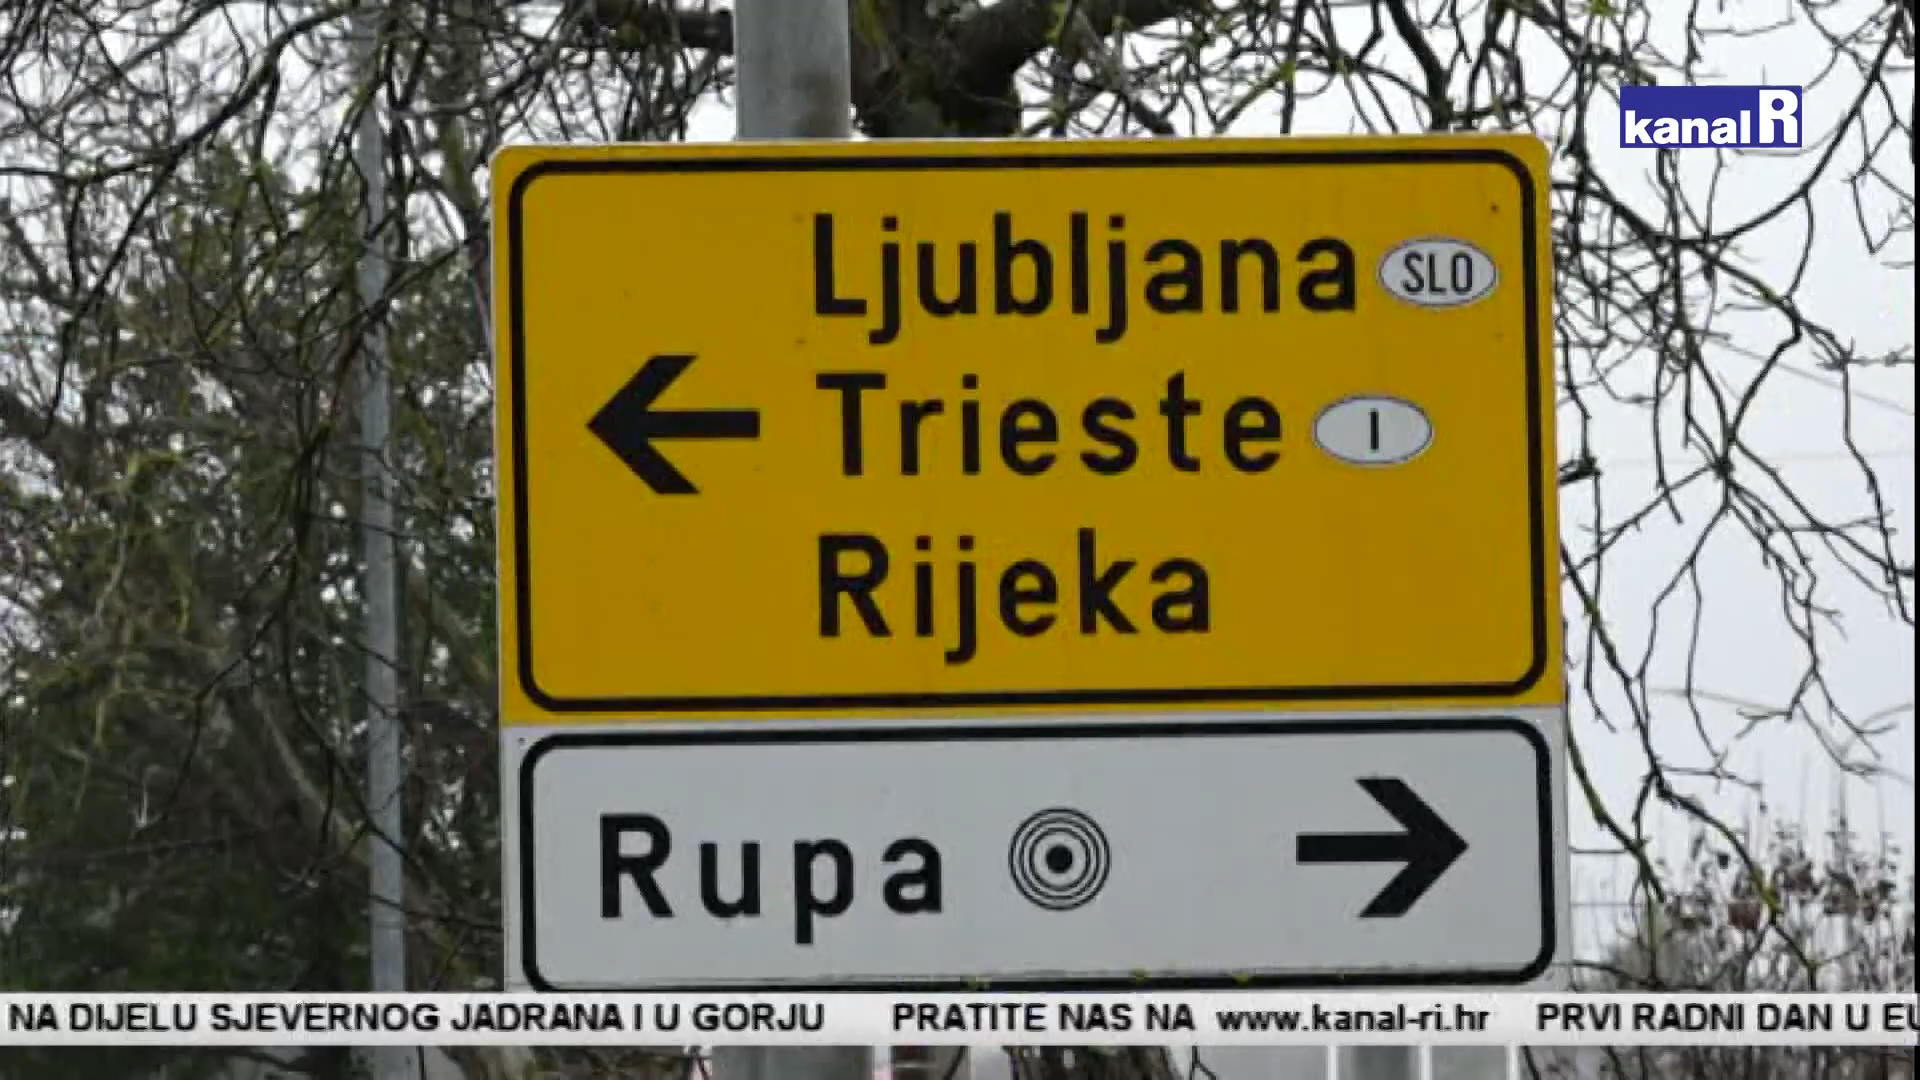 kanal R
Ljubljana SLO
Trieste I
Rijeka
Rupa
NA DIJELU SJEVERNOG JADRANA I U GORJU PRATITE NAS NA www.kanal-ri.hr PRVI RADNI DAN U